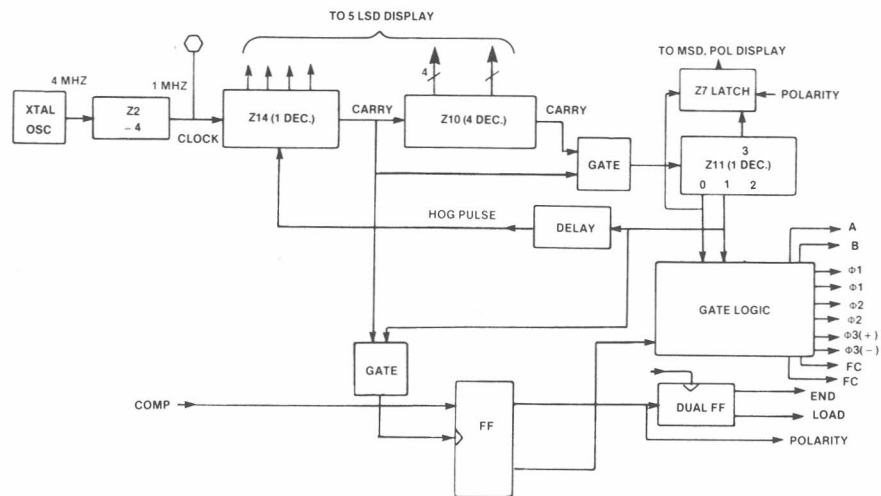 TO 5 LSD DISPLAY
TO MSD, POL DISPLAY
4 MHZ
1 MHZ
4
Z7 LATCH
POLARITY
XTAL
OSC
Z2
- 4
CLOCK
Z14 (1 DEC.)
CARRY
Z10 (4 DEC.)
CARRY
GATE
3
Z11 (1 DEC.)
0 1 2
HOG PULSE
DELAY
A
B
GATE LOGIC
Φ1
Φ1
Φ2
Φ2
Φ3(+)
Φ3(-)
FC
FC
GATE
COMP
FF
DUAL FF
END
LOAD
POLARITY